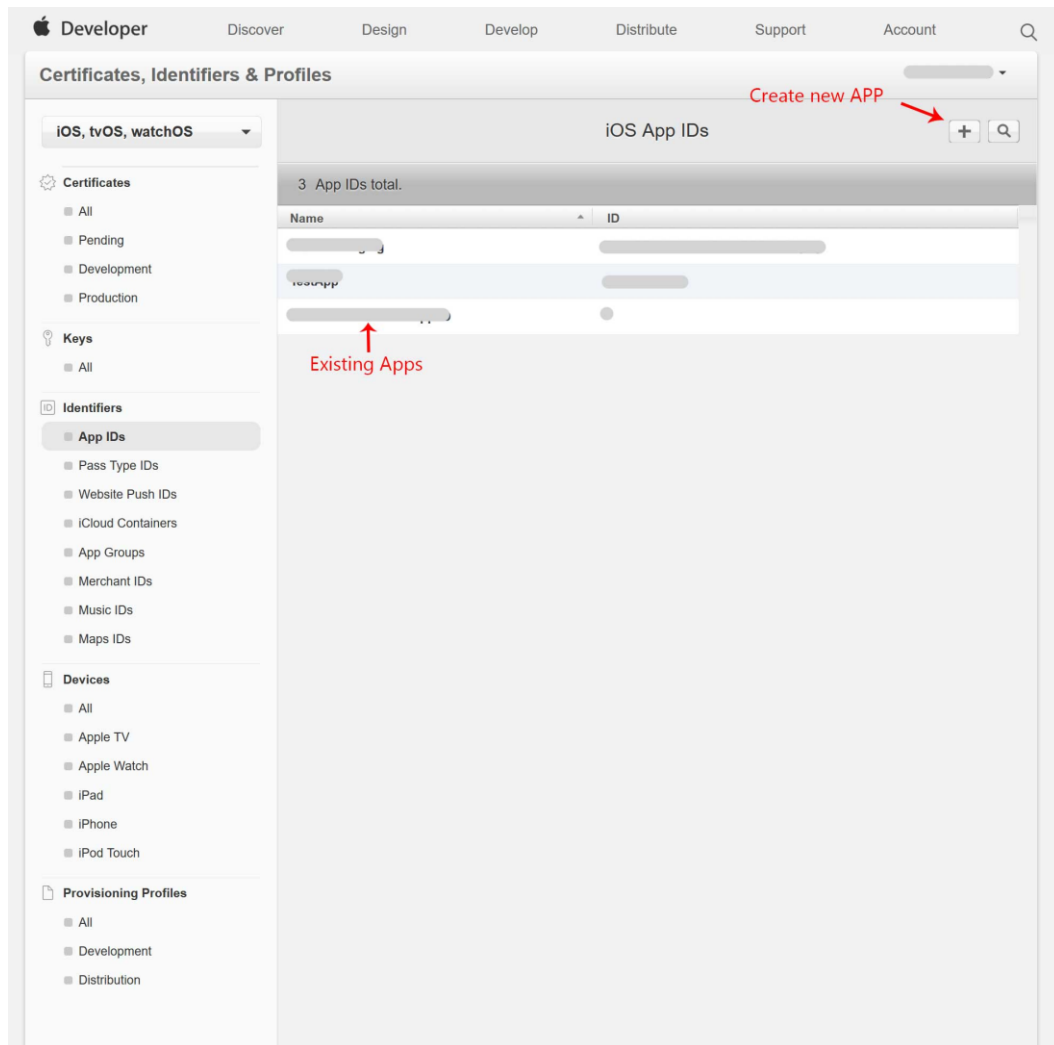 Developer Discover Design Develop Distribute Support Account
Certificates, Identifiers & Profiles
Create new APP
iOS, tvOS, watchOS
iOS App IDs
Certificates
3 App IDs total.
All
Name ID
Pending
Development
TestApp
Production
Keys
Existing Apps
All
Identifiers
App IDs
Pass Type IDs
Website Push IDs
iCloud Containers
App Groups
Merchant IDs
Music IDs
Maps IDs
Devices
All
Apple TV
Apple Watch
iPad
iPhone
iPod Touch
Provisioning Profiles
All
Development
Distribution